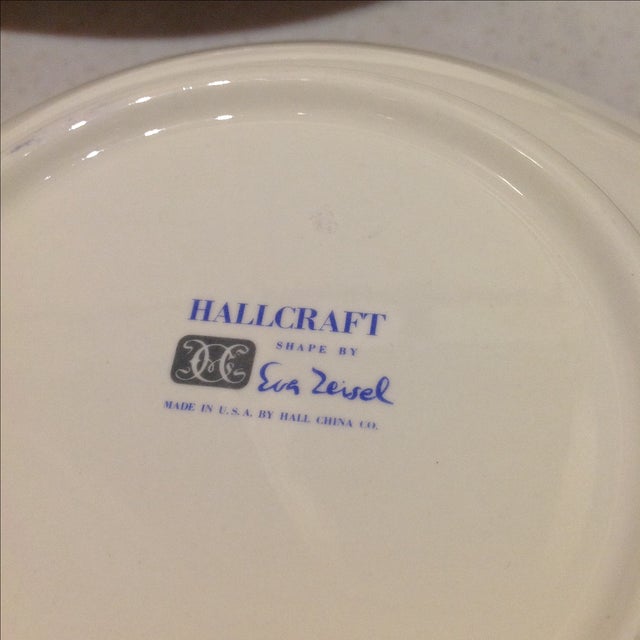 HALLCRAFT
SHAPE BY
Eva Zeisel
MADE IN U.S.A. BY HALL CHINA CO.